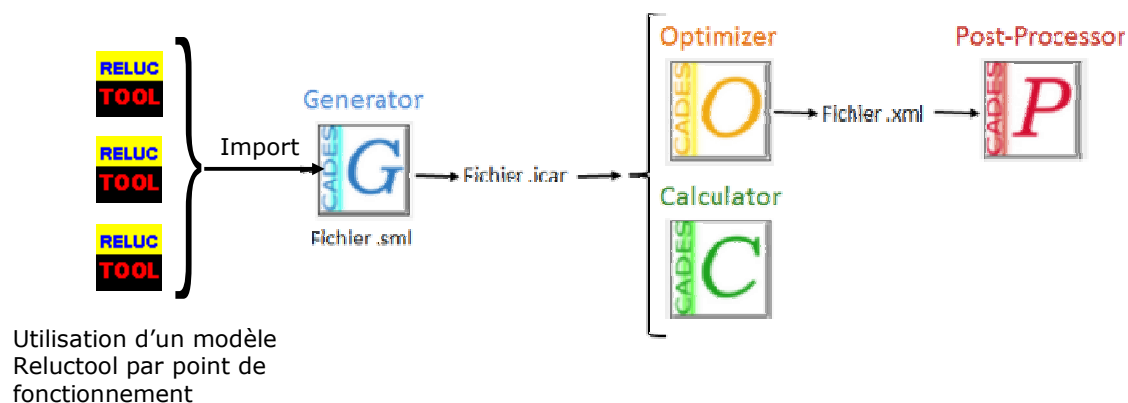 RELUC
TOOL
RELUC
TOOL
RELUC
TOOL
Import
Generator
CADES
G
Fichier .sml
Fichier .icar
Optimizer
CADES
O
Fichier .xml
Post-Processor
CADES
P
Calculator
CADES
C
Utilisation d'un modèle
Reluctool par point de
fonctionnement